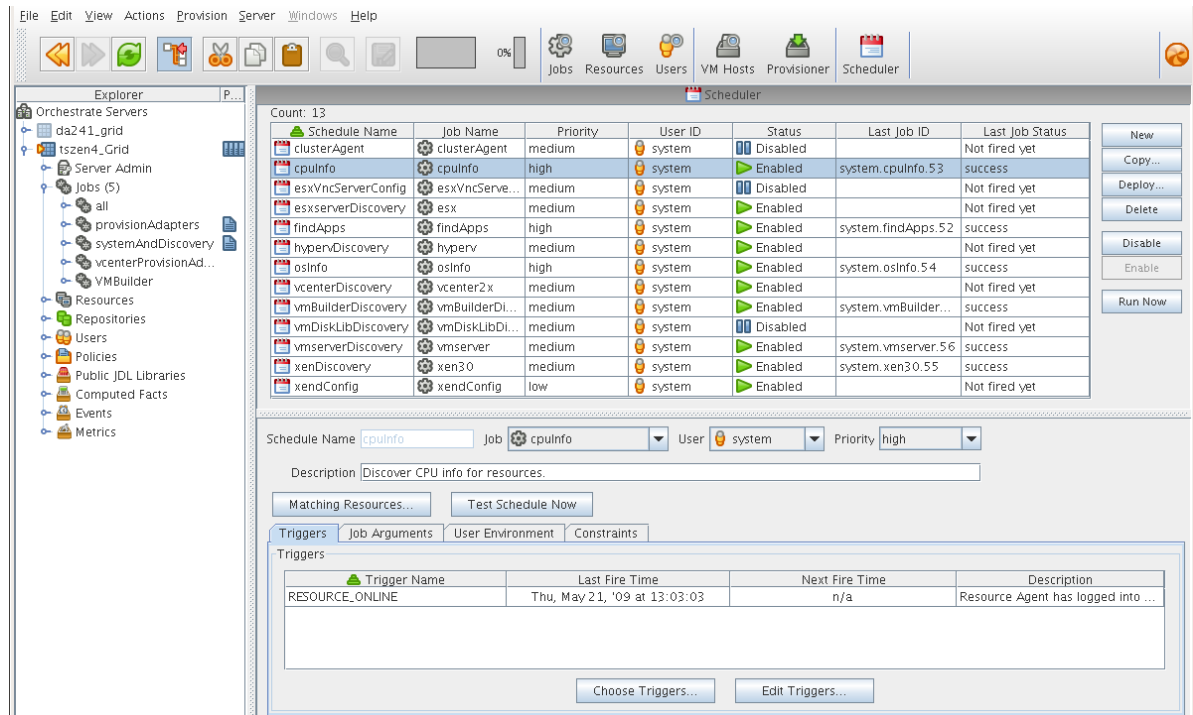 File Edit View Actions Provision Server Windows Help
0%
Jobs Resources Users VM Hosts Provisioner Scheduler
Explorer P...
Orchestrate Servers
da241_grid
tszen4_Grid
Server Admin
Jobs (5)
all
provisionAdapters
systemAndDiscovery
vcenterProvisionAd...
VMBuilder
Resources
Repositories
Users
Policies
Public JDL Libraries
Computed Facts
Events
Metrics
Scheduler
Count: 13
Schedule Name Job Name Priority User ID Status Last Job ID Last Job Status
clusterAgent clusterAgent medium system Disabled Not fired yet
cpuInfo cpuInfo high system Enabled system.cpuInfo.53 success
esxVncServerConfig esxVncServe... medium system Disabled Not fired yet
esxserverDiscovery esx medium system Enabled Not fired yet
findApps findApps high system Enabled system.findApps.52 success
hypervDiscovery hyperv medium system Enabled Not fired yet
osInfo osInfo high system Enabled system.osInfo.54 success
vcenterDiscovery vcenter2x medium system Enabled Not fired yet
vmBuilderDiscovery vmBuilderDi... medium system Enabled system.vmBuilder... success
vmDiskLibDiscovery vmDiskLibDi... medium system Disabled Not fired yet
vmserverDiscovery vmserver medium system Enabled system.vmserver.56 success
xenDiscovery xen30 medium system Enabled system.xen30.55 success
xendConfig xendConfig low system Enabled Not fired yet
New
Copy...
Deploy...
Delete
Disable
Enable
Run Now
Schedule Name cpuInfo Job cpuInfo User system Priority high
Description Discover CPU info for resources.
Matching Resources... Test Schedule Now
Triggers Job Arguments User Environment Constraints
Triggers
Trigger Name Last Fire Time Next Fire Time Description
RESOURCE_ONLINE Thu, May 21, '09 at 13:03:03 n/a Resource Agent has logged into ...
Choose Triggers... Edit Triggers...